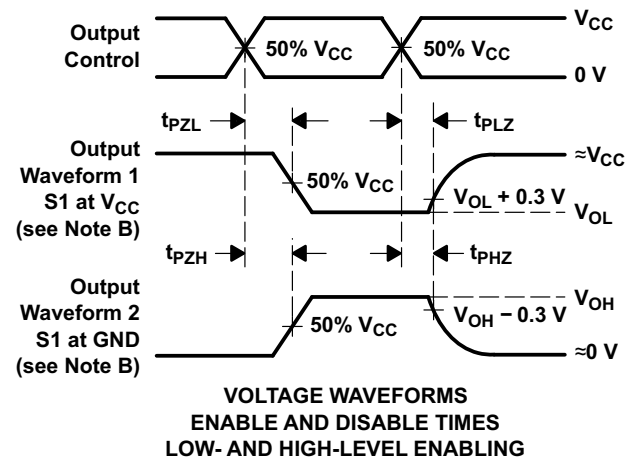 Output
Control
50% VCC
50% VCC
VCC
0 V
tPZL
tPLZ
Output
Waveform 1
S1 at VCC
(see Note B)
50% VCC
≈VCC
VOL + 0.3 V
VOL
tPZH
tPHZ
Output
Waveform 2
S1 at GND
(see Note B)
50% VCC
VOH
VOH − 0.3 V
≈0 V
VOLTAGE WAVEFORMS
ENABLE AND DISABLE TIMES
LOW- AND HIGH-LEVEL ENABLING